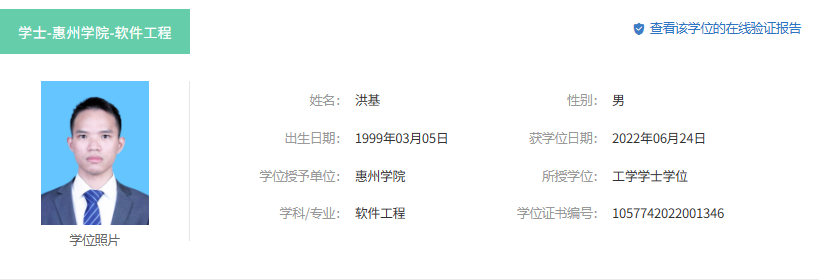 学士-惠州学院-软件工程
查看该学位的在线验证报告
姓名： 洪基 性别： 男
出生日期： 1999年03月05日 获学位日期： 2022年06月24日
学位授予单位： 惠州学院 所授学位： 工学学士学位
学科/专业： 软件工程 学位证书编号： 1057742022001346
学位照片